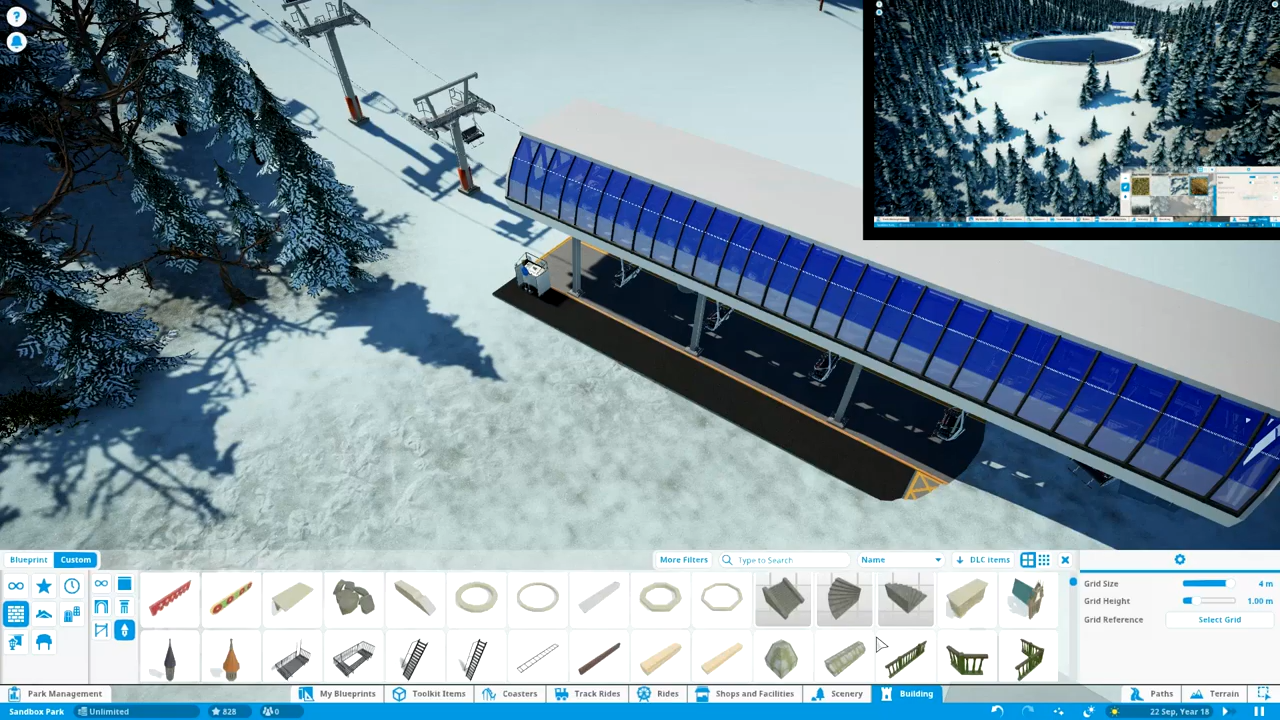 ?
Blueprint Custom More Filters Type to Search Name DLC items
Grid Size 4 m
Grid Height 1.00 m
Grid Reference Select Grid
Park Management My Blueprints Toolkit Items Coasters Track Rides Rides Shops and Facilities Scenery Building Paths Terrain
Sandbox Park Unlimited 828 0 22 Sep, Year 18